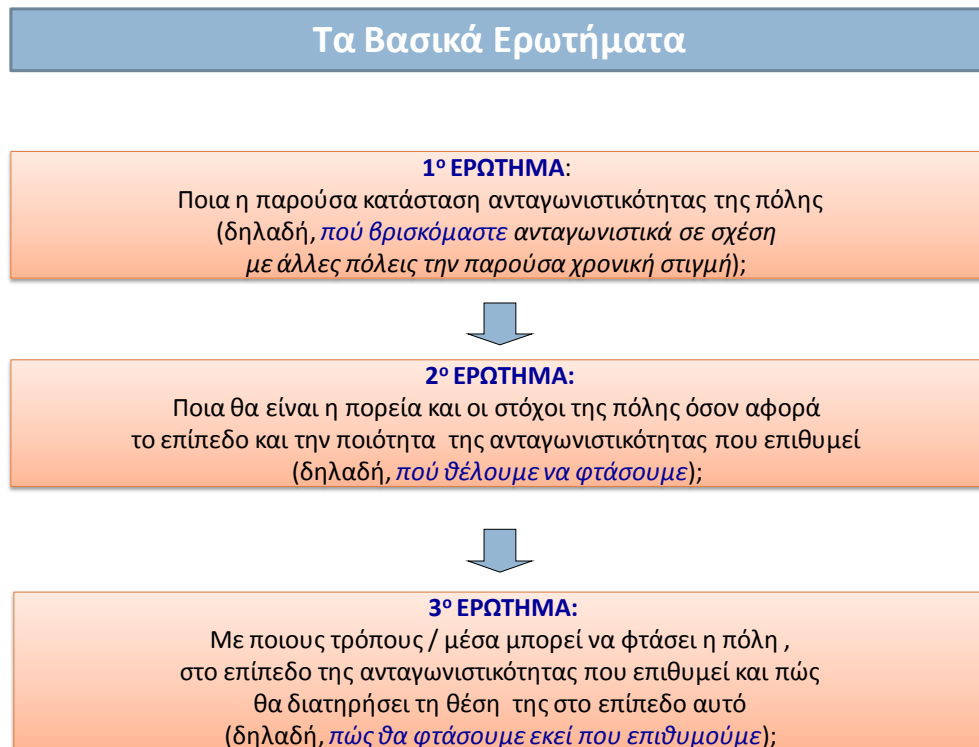 Τα Βασικά Ερωτήματα
1ο ΕΡΩΤΗΜΑ:
Ποια η παρούσα κατάσταση ανταγωνιστικότητας της πόλης
(δηλαδή, πού βρισκόμαστε ανταγωνιστικά σε σχέση
με άλλες πόλεις την παρούσα χρονική στιγμή);
2ο ΕΡΩΤΗΜΑ:
Ποια θα είναι η πορεία και οι στόχοι της πόλης όσον αφορά
το επίπεδο και την ποιότητα της ανταγωνιστικότητας που επιθυμεί
(δηλαδή, πού θέλουμε να φτάσουμε);
3ο ΕΡΩΤΗΜΑ:
Με ποιους τρόπους / μέσα μπορεί να φτάσει η πόλη ,
στο επίπεδο της ανταγωνιστικότητας που επιθυμεί και πώς
θα διατηρήσει τη θέση της στο επίπεδο αυτό
(δηλαδή, πώς θα φτάσουμε εκεί που επιθυμούμε);